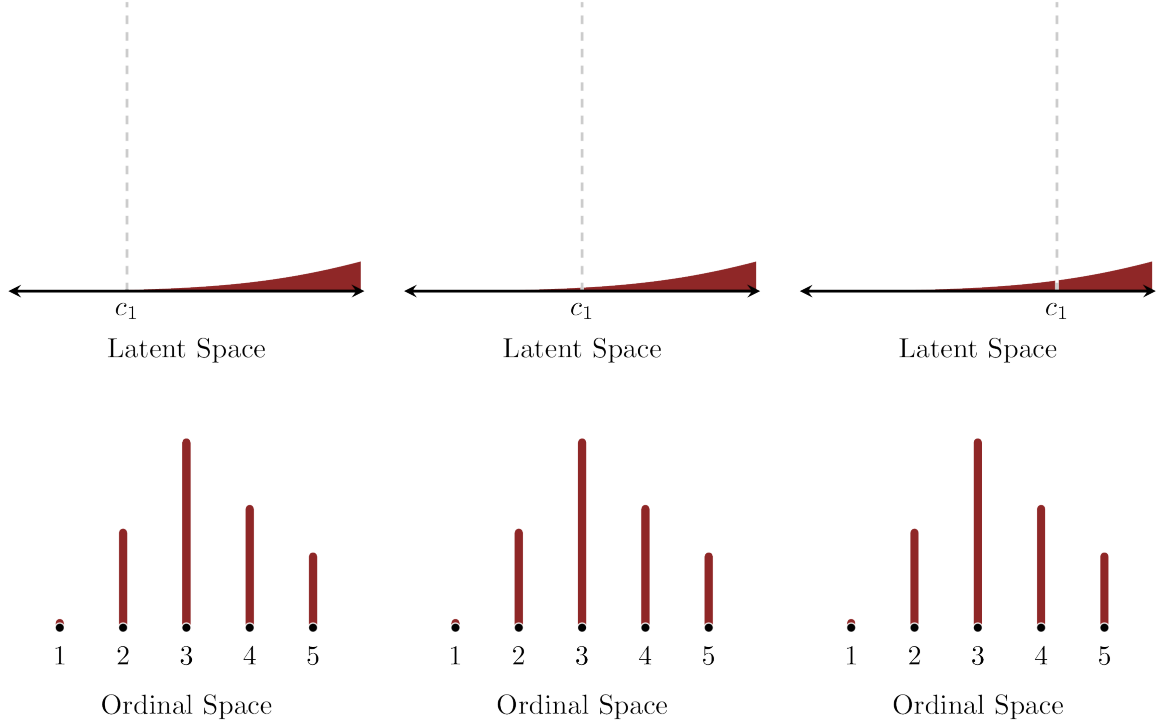 c₁ c₁ c₁
Latent Space Latent Space Latent Space
1 2 3 4 5 1 2 3 4 5 1 2 3 4 5
Ordinal Space Ordinal Space Ordinal Space